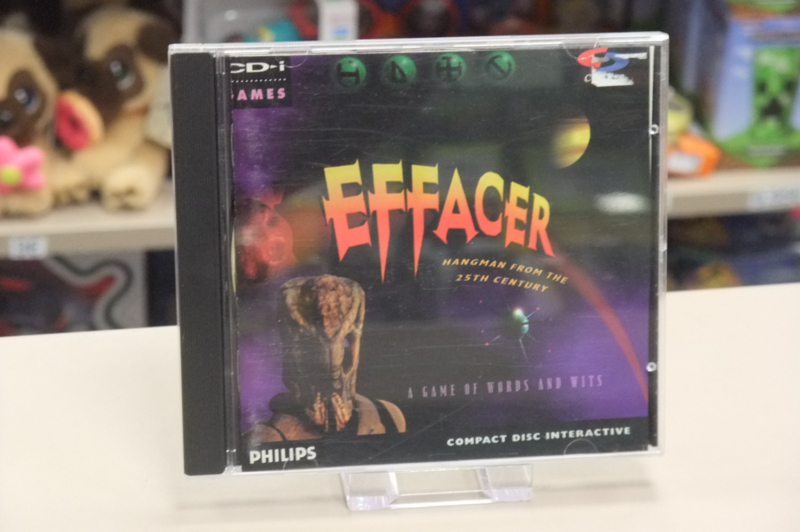 CD-i
GAMES
EFFACER
HANGMAN FROM THE
25TH CENTURY
A GAME OF WORDS AND WITS
COMPACT DISC INTERACTIVE
PHILIPS